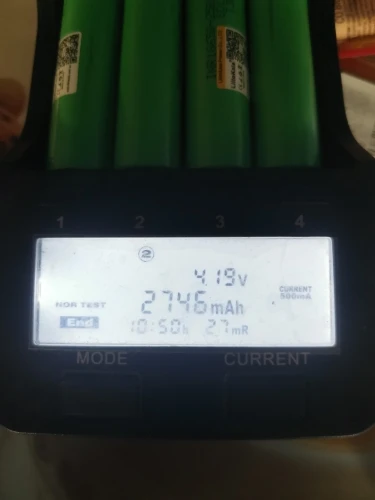 1 2 3 4
2
4.19V
CURRENT
500mA
NOR TEST
2746mAh
End
10:50h 27mR
MODE CURRENT